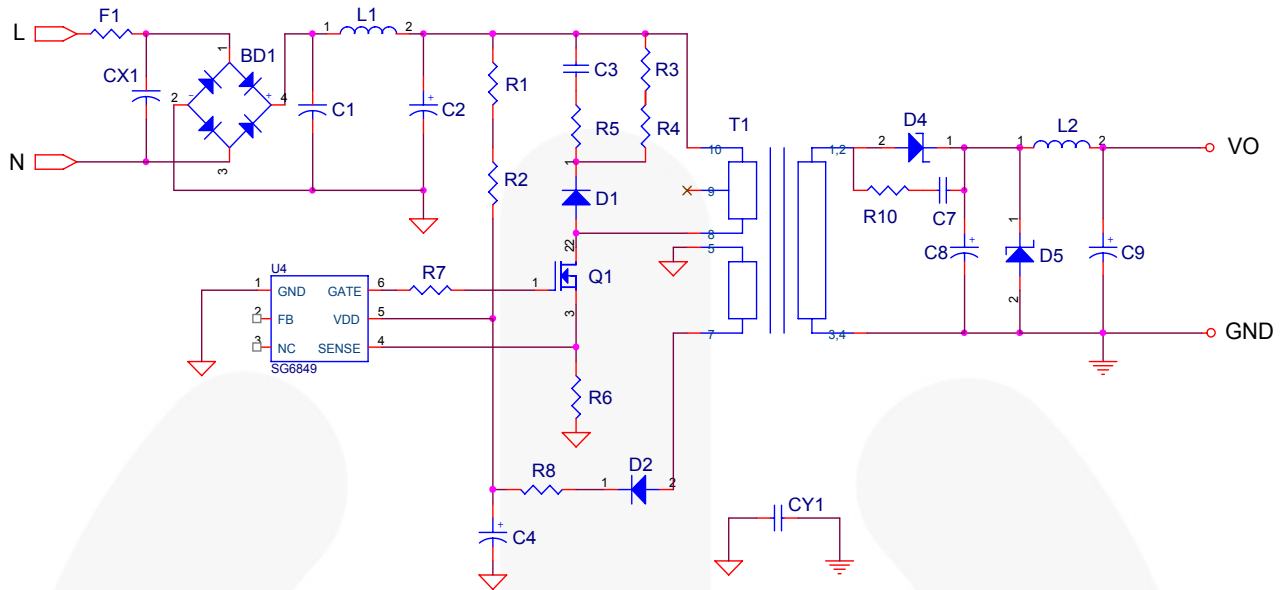 L
F1
CX1
1
2
3
4
BD1
-
+
1
L1
2
C1
+
C2
R1
R2
C3
R5
R3
R4
1
D1
22
Q1
1
3
R7
U4
1
GND
GATE
6
2
FB
VDD
5
3
NC
SENSE
4
SG6849
R6
R8
1
D2
2
+
C4
T1
10
9
8
5
7
1,2
3,4
2
D4
1
R10
C7
+
C8
1
D5
2
1
L2
2
+
C9
VO
GND
CY1
N